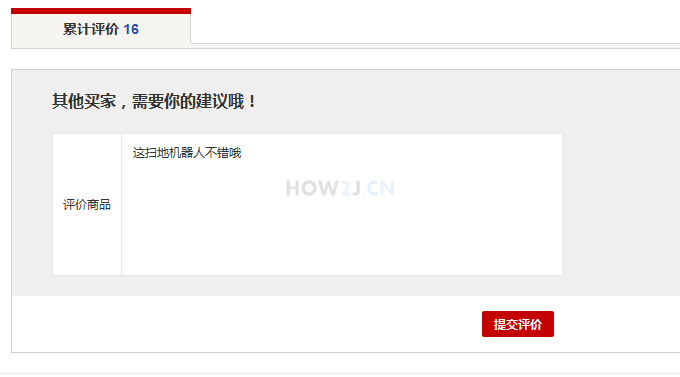 累计评价 16
其他买家，需要你的建议哦！
评价商品
这扫地机器人不错哦
HOW2J.CN
提交评价